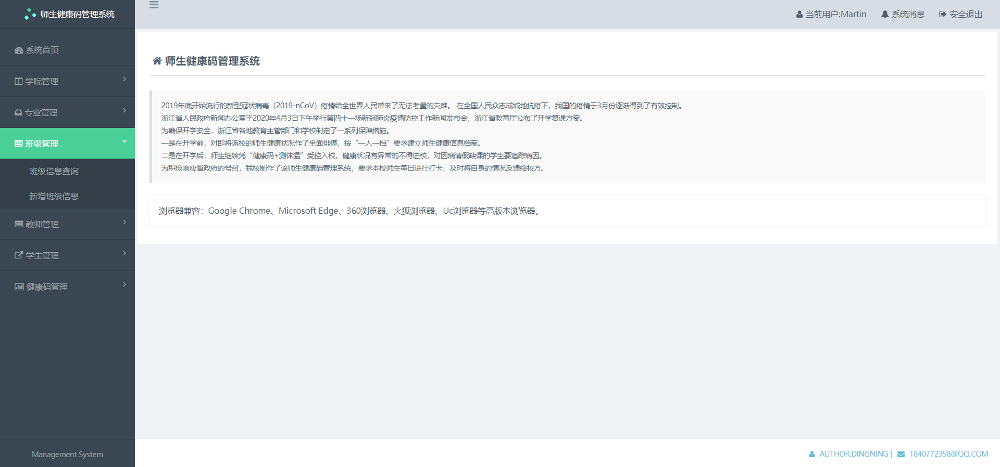 师生健康码管理系统
当前用户:Martin
系统消息
安全退出
系统首页
学院管理
专业管理
班级管理
班级信息查询
新增班级信息
教师管理
学生管理
健康码管理
Management System
师生健康码管理系统
2019年底开始流行的新型冠状病毒（2019-nCoV）疫情给全世界人民带来了无法考量的灾难。 在全国人民众志成城地抗疫下，我国的疫情于3月份逐渐得到了有效控制。
浙江省人民政府新闻办公室于2020年4月3日下午举行第四十一场新冠肺炎疫情防控工作新闻发布会，浙江省教育厅公布了开学复课方案。
为确保开学安全，浙江省各地教育主管部门和学校制定了一系列保障措施。
一是在开学前，对即将返校的师生健康状况作了全面排摸，按“一人一档”要求建立师生健康信息档案。
二是在开学后，师生继续凭“健康码+测体温”受控入校，健康状况有异常的不得进校，对因病请假缺课的学生要追踪病因。
为积极响应省政府的号召，我校制作了该师生健康码管理系统，要求本校师生每日进行打卡，及时将自身的情况反馈给校方。
浏览器兼容：Google Chrome、Microsoft Edge、360浏览器、火狐浏览器、Uc浏览器等高版本浏览器。
AUTHOR:DINGNING | 1840772358@QQ.COM